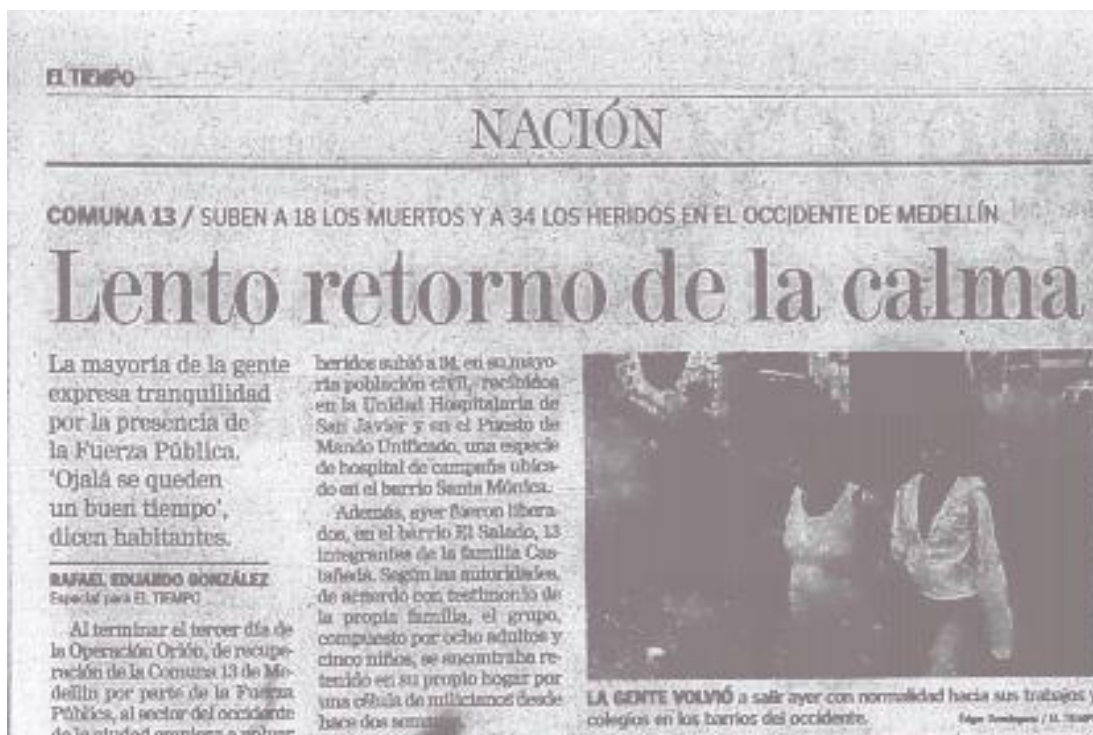 EL TIEMPO
NACIÓN
COMUNA 13 / SUBEN A 18 LOS MUERTOS Y A 34 LOS HERIDOS EN EL OCCIDENTE DE MEDELLÍN
Lento retorno de la calma
La mayoría de la gente
expresa tranquilidad
por la presencia de
la Fuerza Pública.
‘Ojalá se queden
un buen tiempo’,
dicen habitantes.
RAFAEL EDUARDO GONZÁLEZ
Especial para EL TIEMPO
Al terminar el tercer día de
la Operación Orión, de recupe-
ración de la Comuna 13 de Me-
dellín por parte de la Fuerza
Pública, al sector del occidente
de la ciudad empieza a volver
heridos subió a 34, en su mayo-
ría población civil, recibidos
en la Unidad Hospitalaria de
San Javier y en el Puesto de
Mando Unificado, una especie
de hospital de campaña ubica-
do en el barrio Santa Mónica.
Además, ayer fueron libera-
dos, en el barrio El Salado, 13
integrantes de la familia Cas-
tañeda. Según las autoridades,
de acuerdo con testimonio de
la propia familia, el grupo,
compuesto por ocho adultos y
cinco niños, se encontraba re-
tenido en su propio hogar por
una célula de milicianos desde
hace dos semanas.
LA GENTE VOLVIÓ a salir ayer con normalidad hacia sus trabajos y
colegios en los barrios del occidente.
/ EL TIEMPO